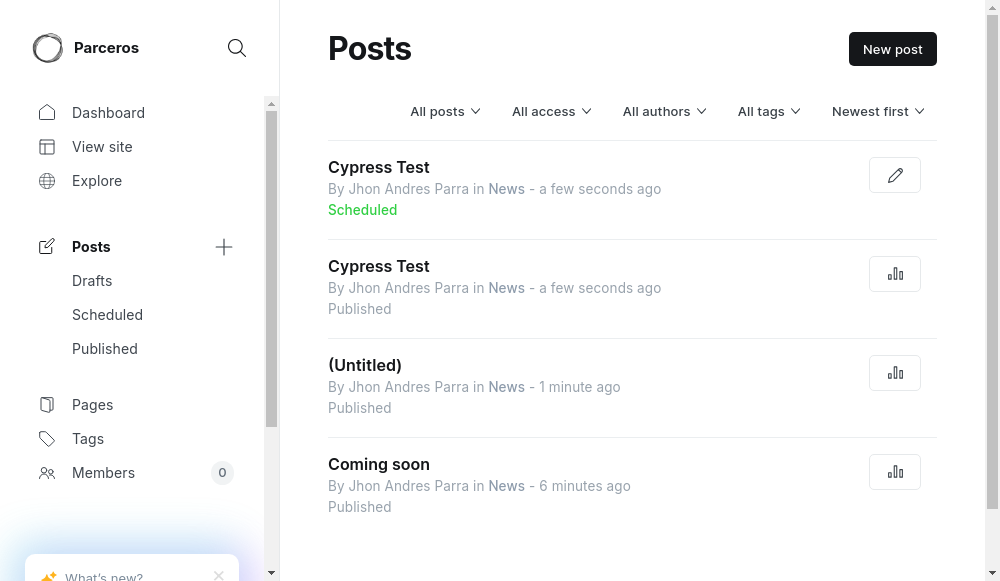 Parceros
Dashboard
View site
Explore
Posts
Drafts
Scheduled
Published
Pages
Tags
Members 0
What's new?
Posts
New post
All posts All access All authors All tags Newest first
Cypress Test
By Jhon Andres Parra in News - a few seconds ago
Scheduled
Cypress Test
By Jhon Andres Parra in News - a few seconds ago
Published
(Untitled)
By Jhon Andres Parra in News - 1 minute ago
Published
Coming soon
By Jhon Andres Parra in News - 6 minutes ago
Published